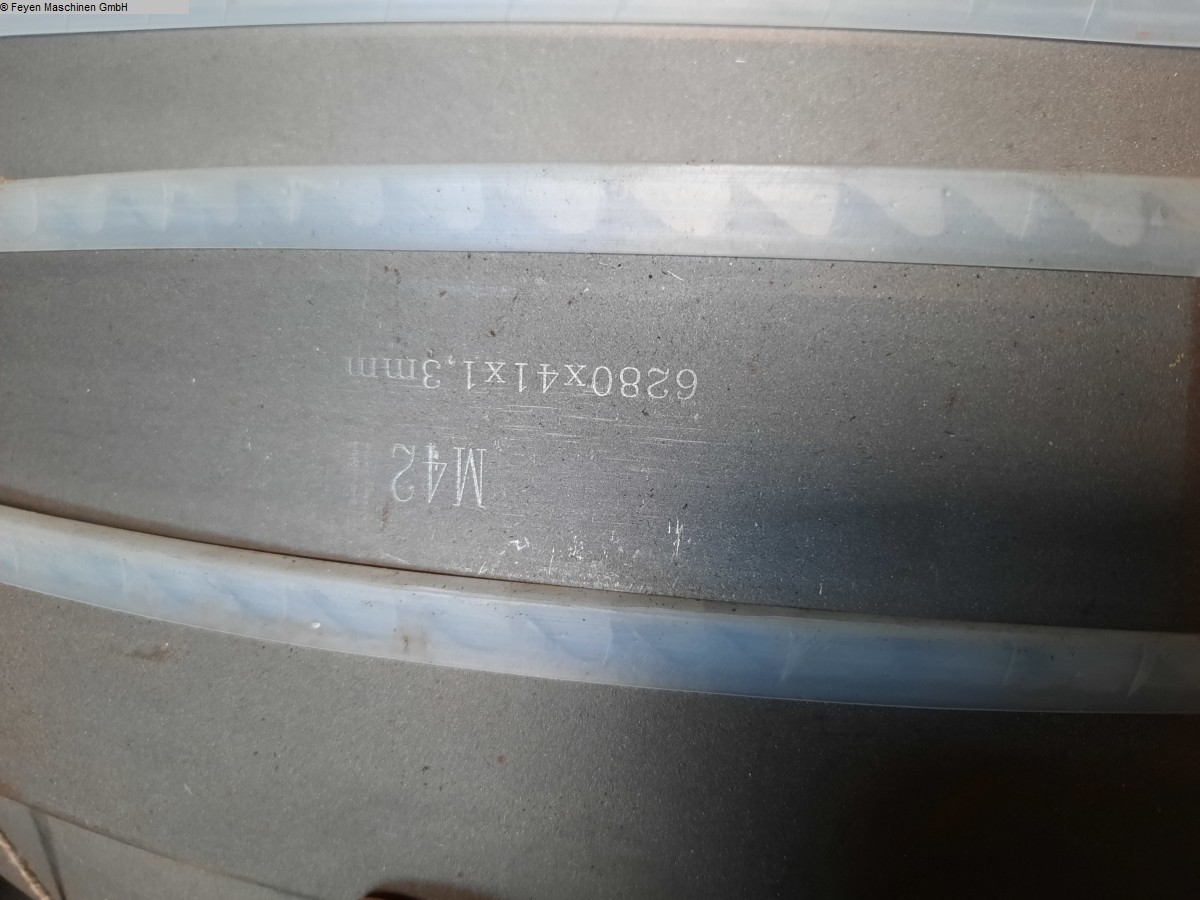 © Feyen Maschinen GmbH
M42
6280x41x1,3mm